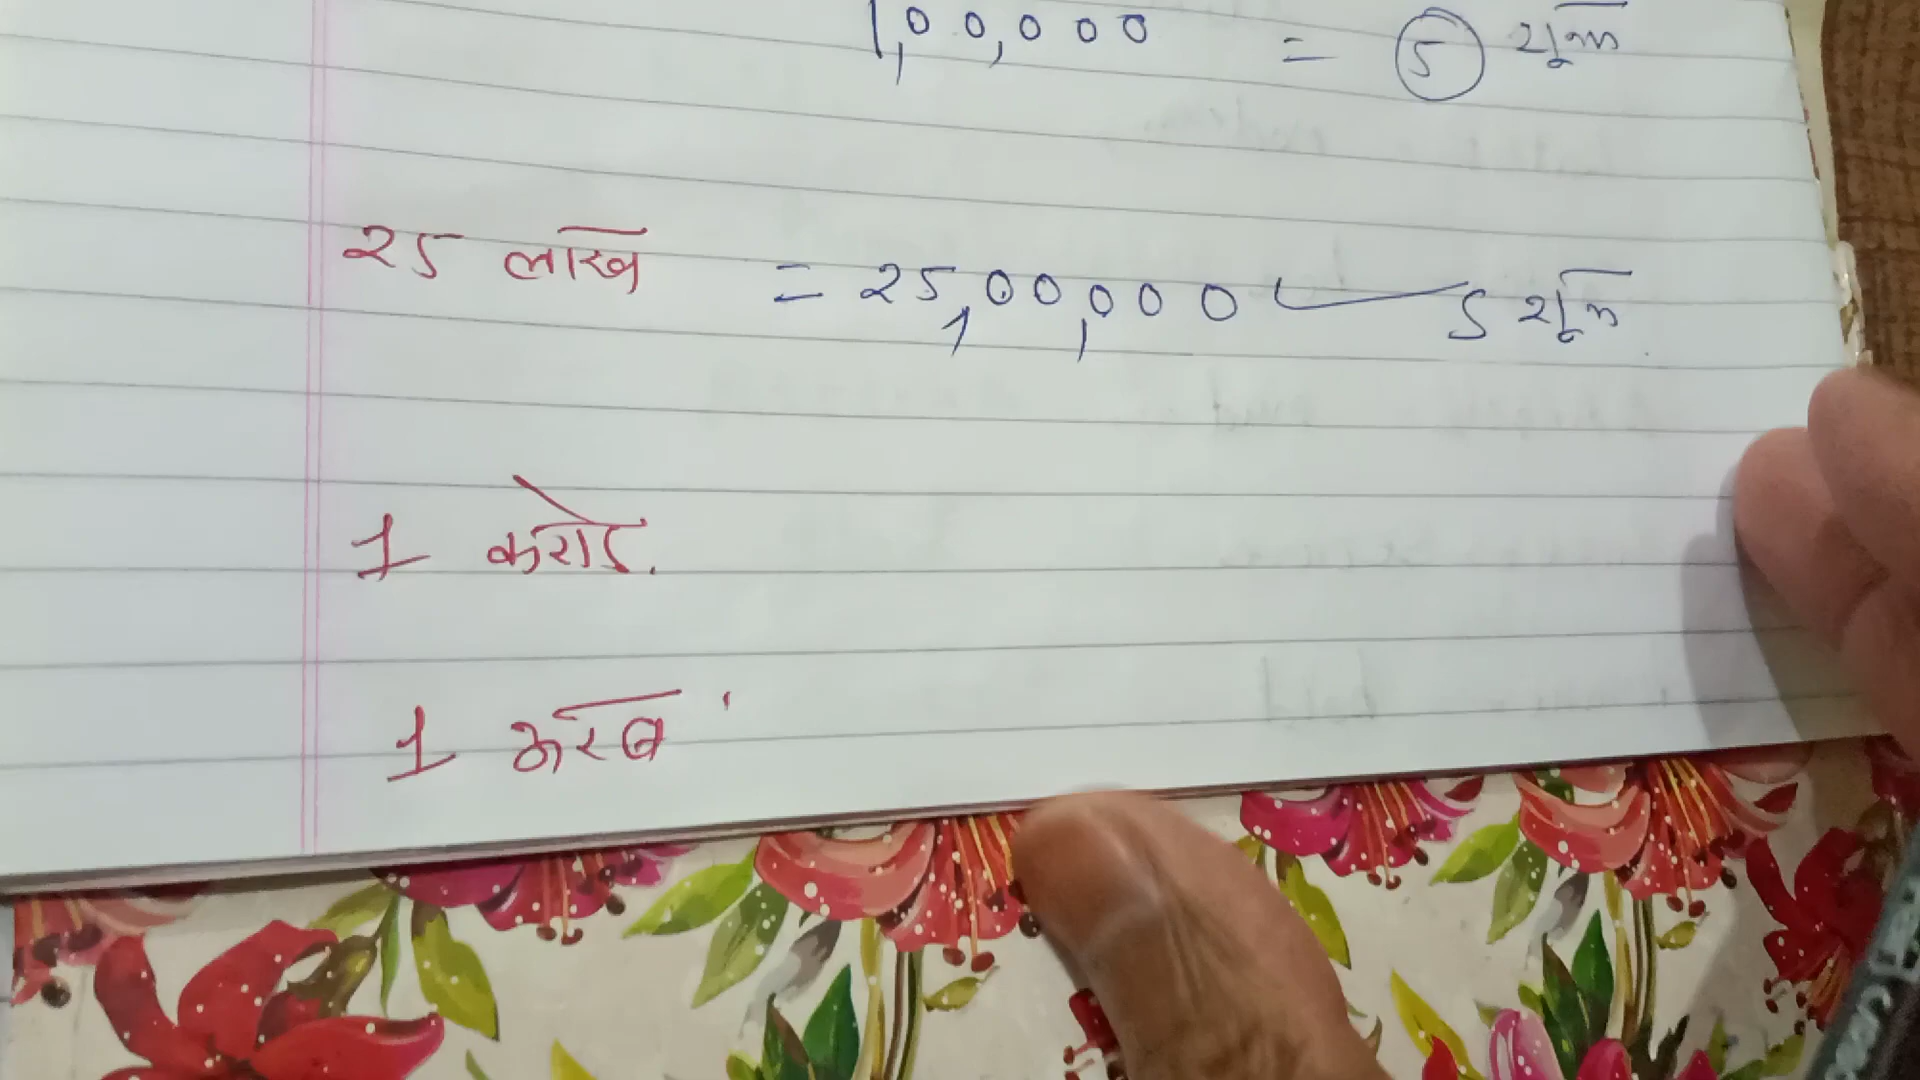 1,00,000 = 5 शून्य
25 लाख = 25,00,000 5 शून्य
1 करोड.
1 अरब